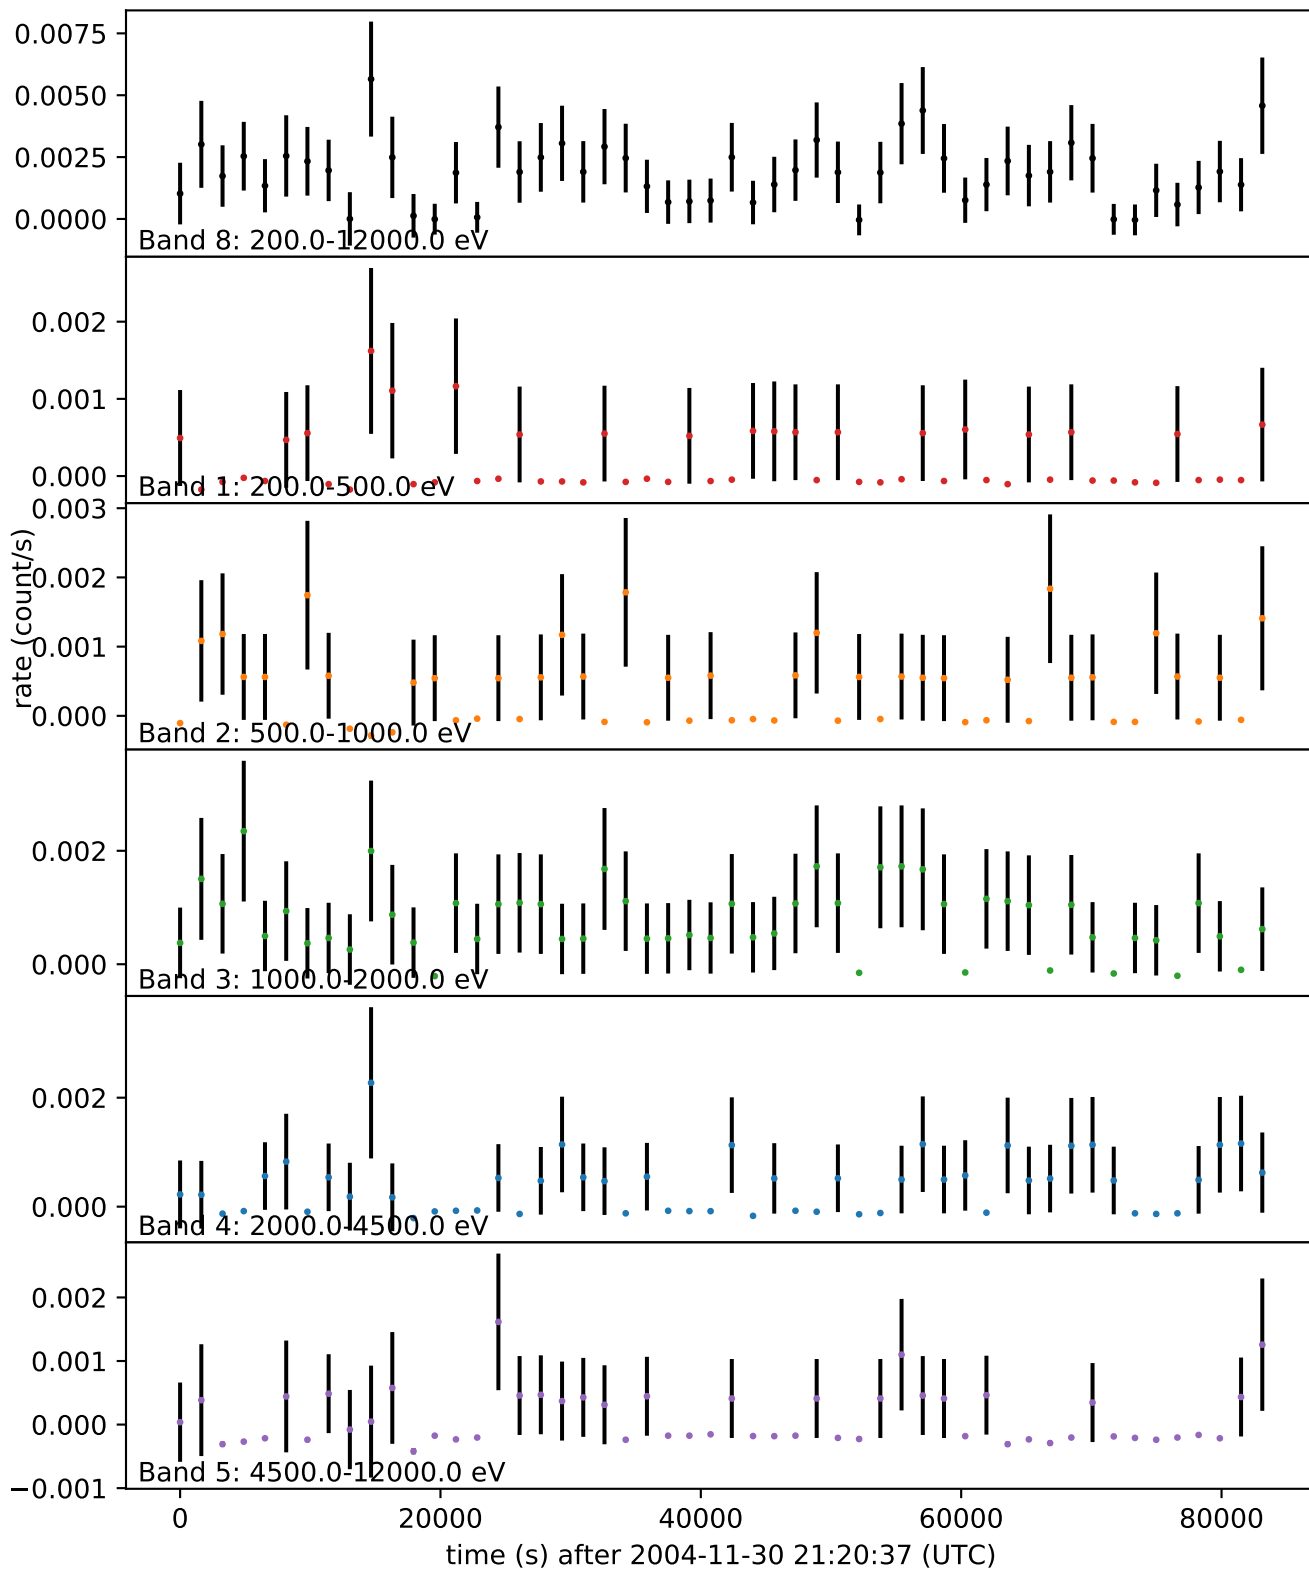 0.0075
0.0050
0.0025
0.0000
Band 8: 200.0-12000.0 eV
0.002
0.001
0.000
Band 1: 200.0-500.0 eV
rate (count/s)
0.003
0.002
0.001
0.000
Band 2: 500.0-1000.0 eV
0.002
0.000
Band 3: 1000.0-2000.0 eV
0.002
0.000
Band 4: 2000.0-4500.0 eV
0.002
0.001
0.000
−0.001
Band 5: 4500.0-12000.0 eV
0 20000 40000 60000 80000
time (s) after 2004-11-30 21:20:37 (UTC)